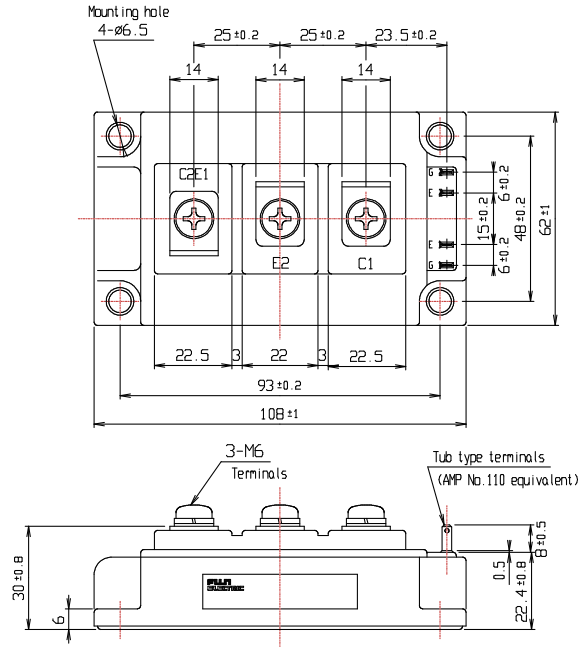 Mounting hole
4-ø6.5
25±0.2
25±0.2
23.5±0.2
14
14
14
C2E1
E2
C1
G
E
E
G
6±0.2
15±0.2
6±0.2
48±0.2
62±1
22.5
3
22
3
22.5
93±0.2
108±1
3-M6
Terminals
Tub type terminals
(AMP No.110 equivalent)
30±0.8
6
0.5
8±0.5
22.4±0.8
FUJI
ELECTRIC